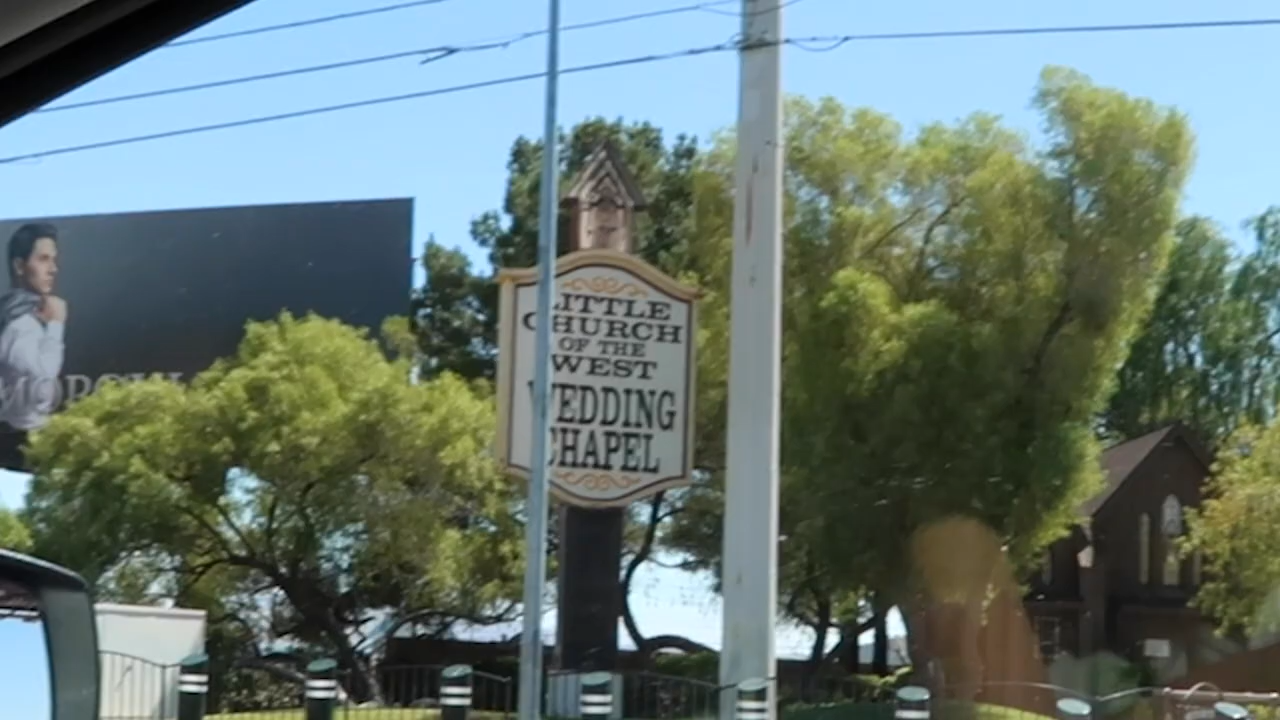 LITTLE
CHURCH
OF THE
WEST
WEDDING
CHAPEL